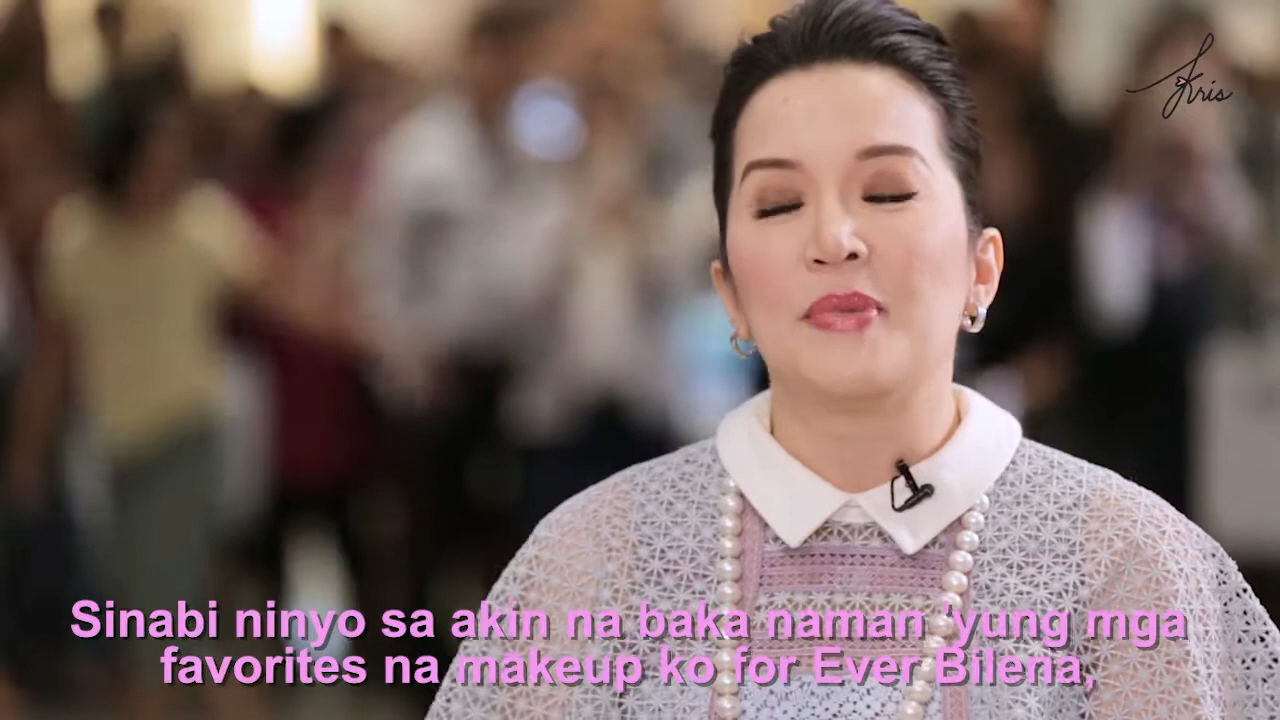 Kris
Sinabi ninyo sa akin na baka naman 'yung mga
favorites na makeup ko for Ever Bilena,